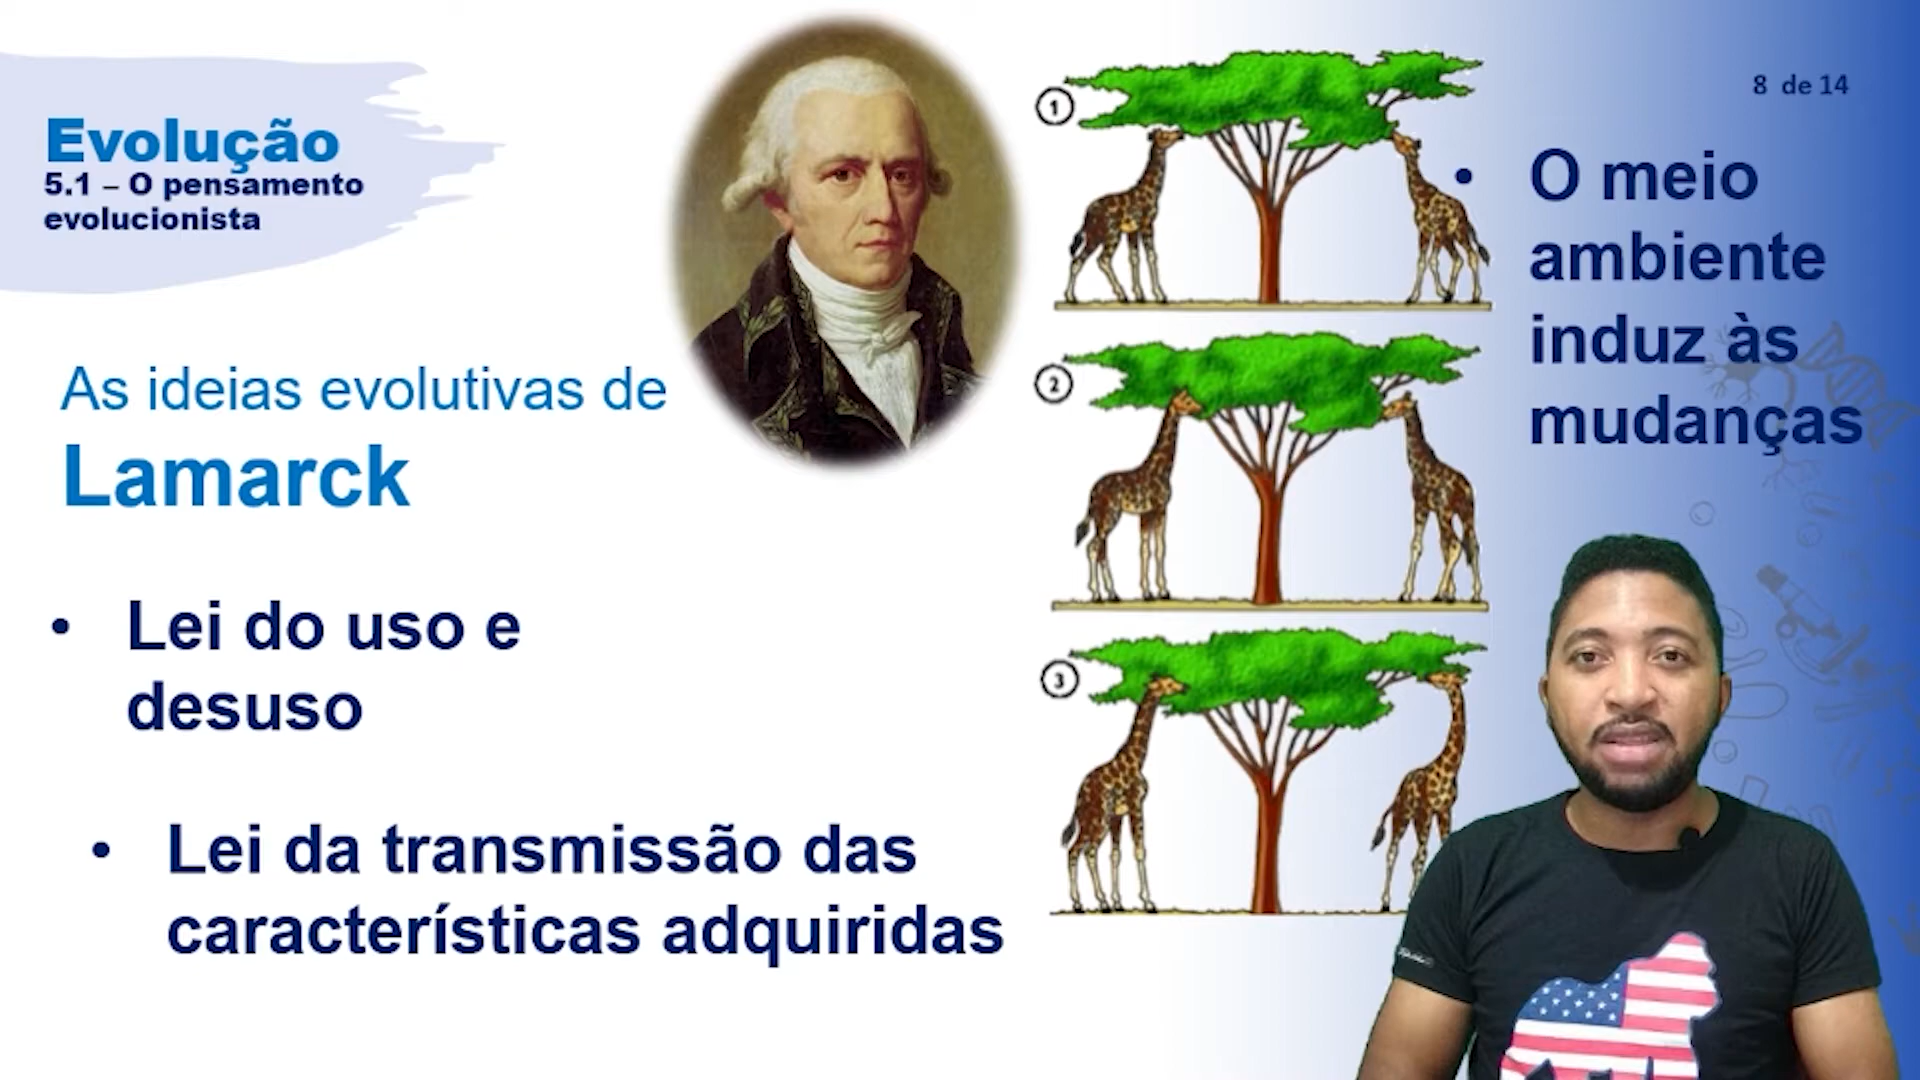 Evolução
5.1 – O pensamento
evolucionista
As ideias evolutivas de
Lamarck
• Lei do uso e
desuso
• Lei da transmissão das
características adquiridas
1
2
3
8 de 14
• O meio
ambiente
induz às
mudanças